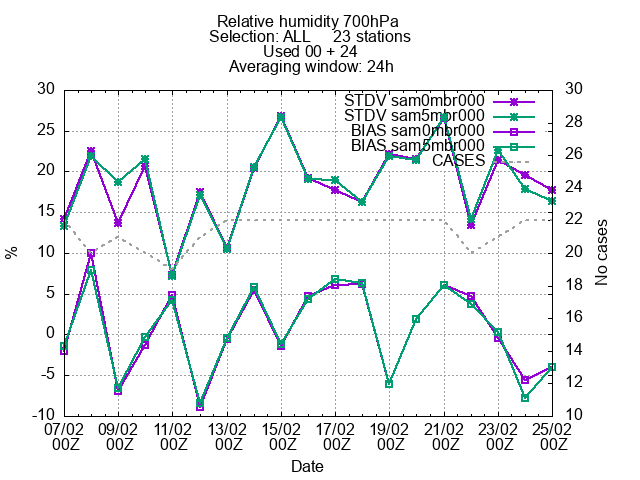 Relative humidity 700hPa
Selection: ALL 23 stations
Used 00 + 24
Averaging window: 24h
30 30
STDV sam0mbr000
STDV sam5mbr000
BIAS sam0mbr000
BIAS sam5mbr000
CASES
25 28
20 26
15 24
10 22
5 20
0 18
-5 16
-10 14
12
10
%
No cases
07/02 09/02 11/02 13/02 15/02 17/02 19/02 21/02 23/02 25/02
00Z 00Z 00Z 00Z 00Z 00Z 00Z 00Z 00Z 00Z
Date